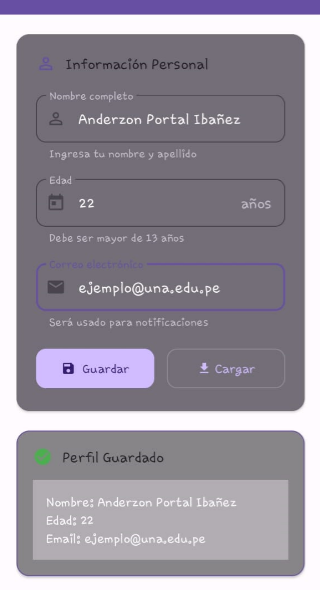 Información Personal
Nombre completo
Anderzon Portal Ibañez
Ingresa tu nombre y apellido
Edad
22 años
Debe ser mayor de 13 años
Correo electrónico
ejemplo@una.edu.pe
Será usado para notificaciones
Guardar Cargar
Perfil Guardado
Nombre: Anderzon Portal Ibañez
Edad: 22
Email: ejemplo@una.edu.pe